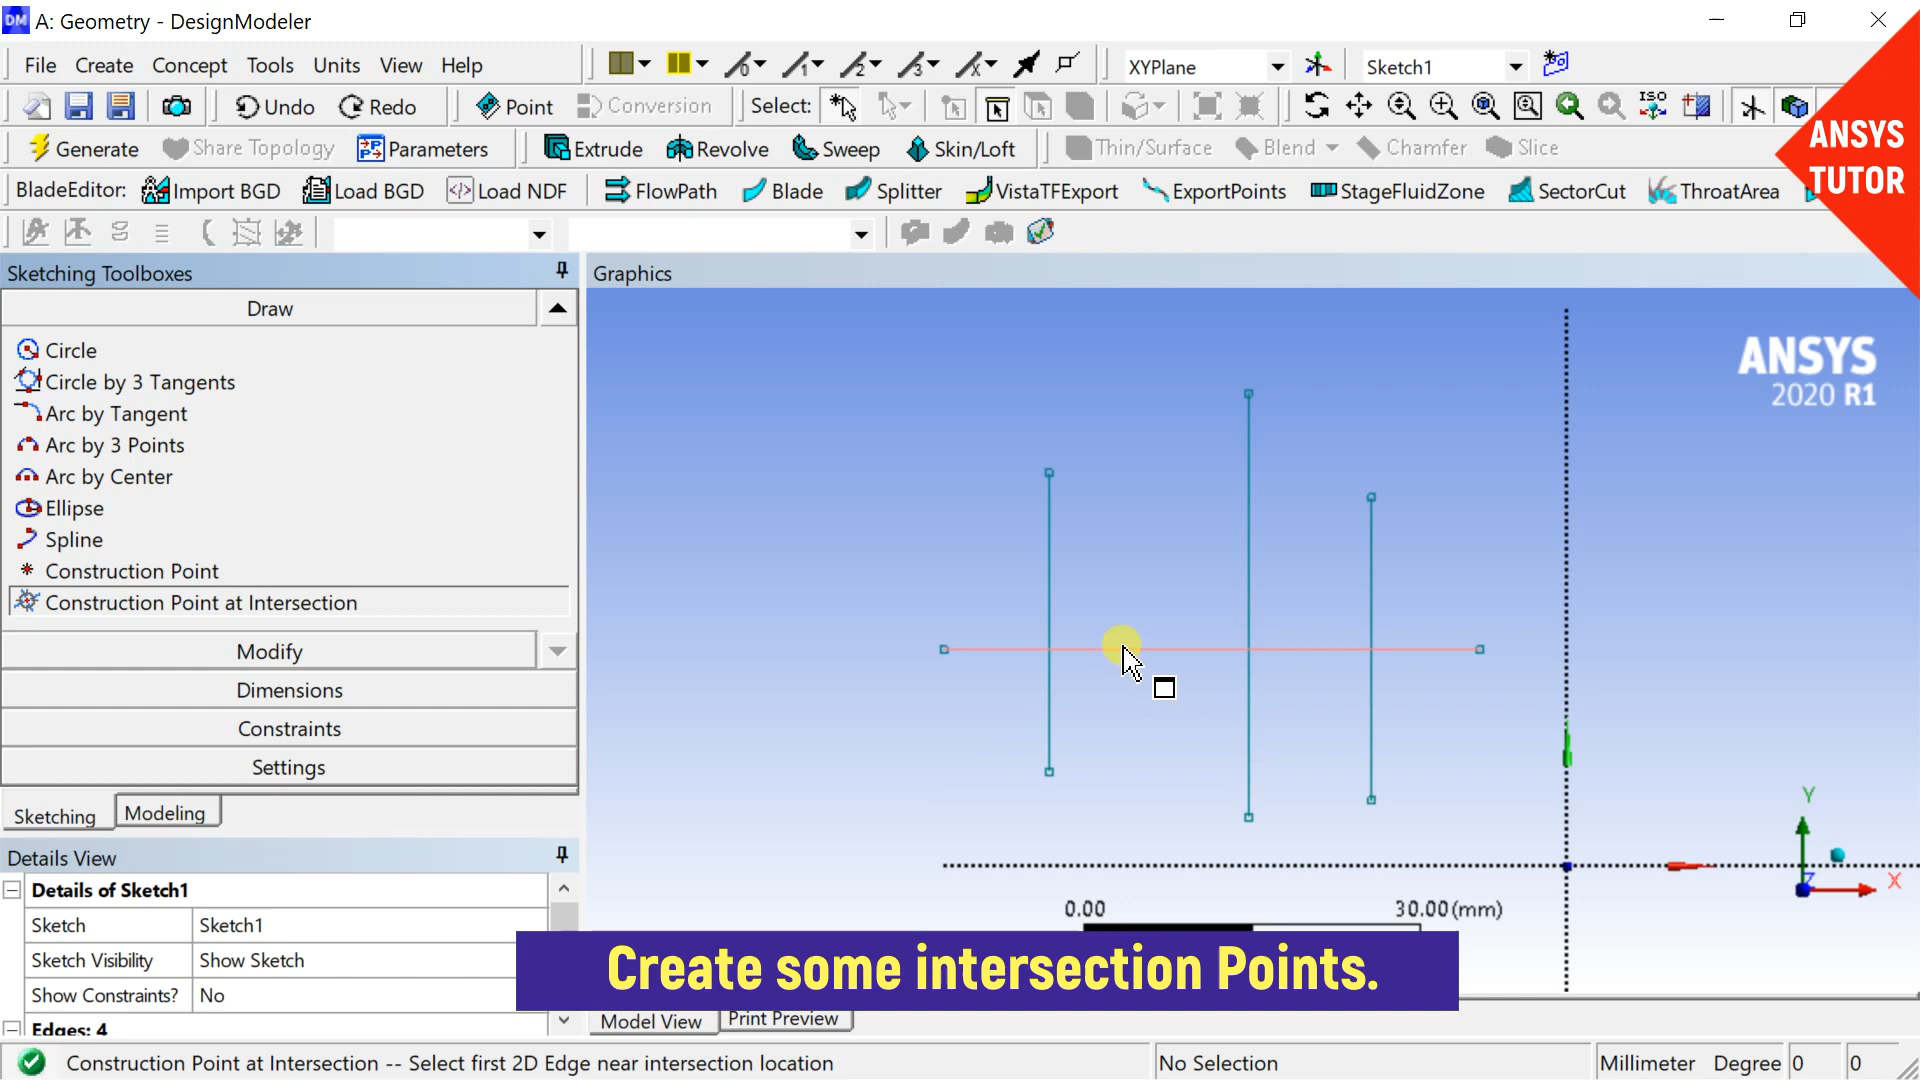 DM A: Geometry - DesignModeler
File Create Concept Tools Units View Help
XYPlane Sketch1
Undo Redo Point Conversion Select: ISO
Generate Share Topology Parameters Extrude Revolve Sweep Skin/Loft Thin/Surface Blend Chamfer Slice
BladeEditor: Import BGD Load BGD Load NDF FlowPath Blade Splitter VistaTFExport ExportPoints StageFluidZone SectorCut ThroatArea
ANSYS
TUTOR
Sketching Toolboxes
Draw
Circle
Circle by 3 Tangents
Arc by Tangent
Arc by 3 Points
Arc by Center
Ellipse
Spline
Construction Point
Construction Point at Intersection
Modify
Dimensions
Constraints
Settings
Sketching Modeling
Details View
Details of Sketch1
Sketch Sketch1
Sketch Visibility Show Sketch
Show Constraints? No
Edges: 4
Graphics
ANSYS
2020 R1
Y
Z X
0.00 30.00(mm)
Create some intersection Points.
Model View Print Preview
Construction Point at Intersection -- Select first 2D Edge near intersection location No Selection Millimeter Degree 0 0